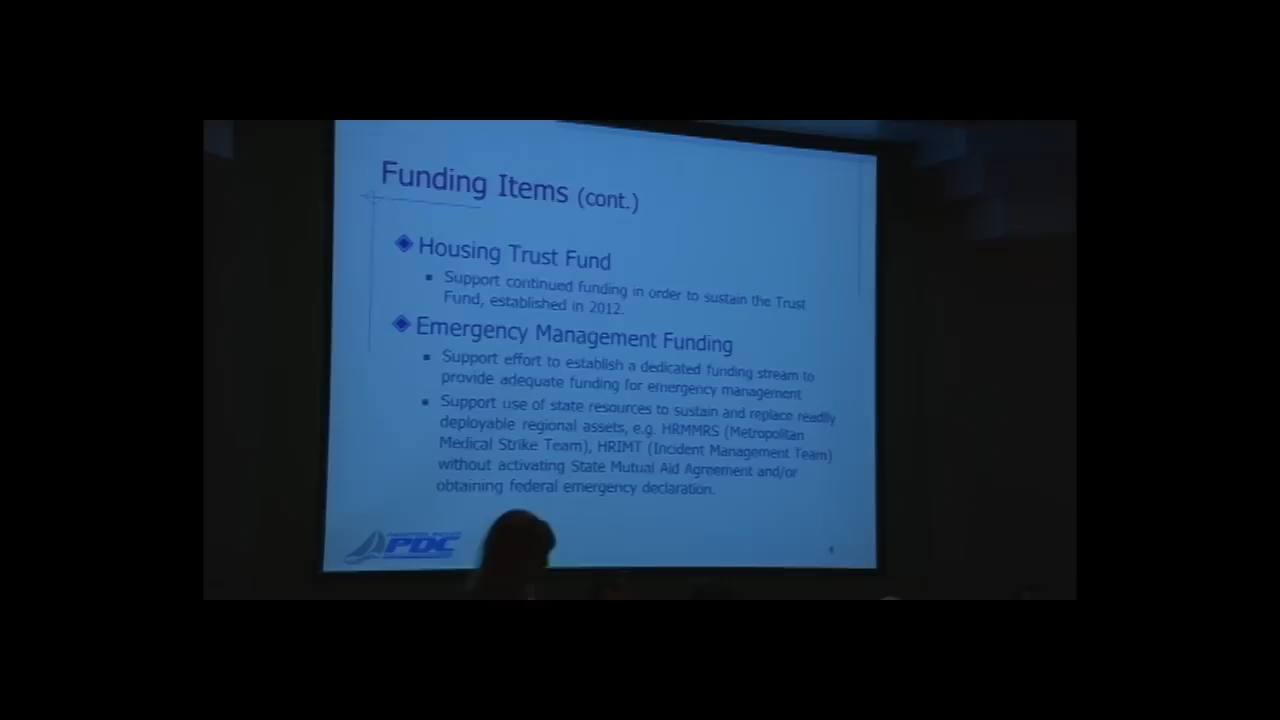 Funding Items (cont.)
Housing Trust Fund
Support continued funding in order to sustain the Trust
Fund, established in 2012.
Emergency Management Funding
Support effort to establish a dedicated funding stream to
provide adequate funding for emergency management
Support use of state resources to sustain and replace readily
deployable regional assets, e.g. HRMMRS (Metropolitan
Medical Strike Team), HRIMT (Incident Management Team)
without activating State Mutual Aid Agreement and/or
obtaining federal emergency declaration.
PDC